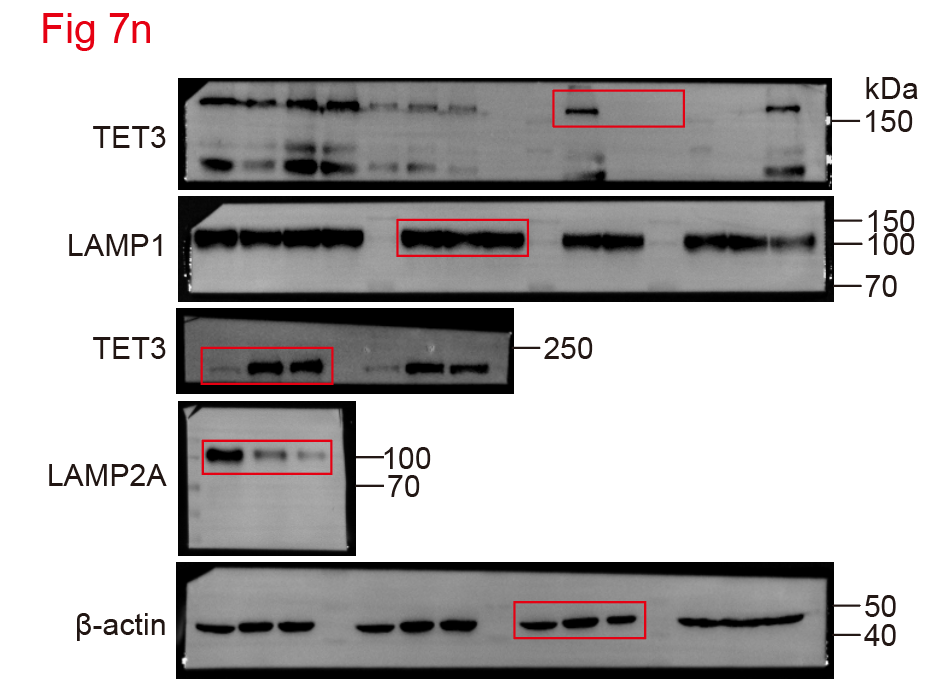 Fig 7n
kDa
TET3
150
LAMP1
150
100
70
TET3
250
LAMP2A
100
70
β-actin
50
40